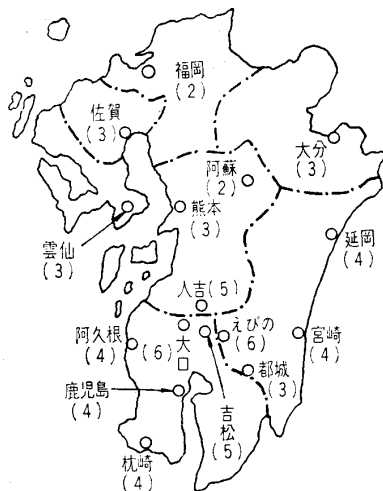 福岡
(2)
佐賀
(3)
大分
(3)
阿蘇
(2)
熊本
(3)
雲仙
(3)
延岡
(4)
人吉(5)
阿久根
(4)
(6)
大口
えびの
(6)
宮崎
(4)
都城
(3)
鹿児島
(4)
吉松
(5)
枕崎
(4)